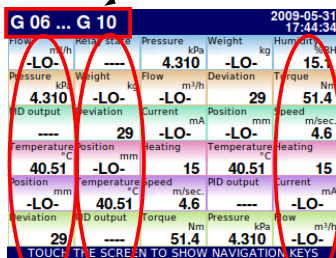 G 06 ... G 10 2009-05-31
17:44:34
Flow Relay state Pressure Weight Humidity
m³/h kPa kg %RH
-LO- ---- 4.310 -LO- 15
Pressure Weight Flow Deviation Torque
kPa kg m³/h Nm
4.310 -LO- -LO- 29 51.4
MD output Deviation Current Position Speed
mA mm m/sec.
---- 29 -LO- -LO- 4.6
Temperature Position Heating Temperature Heating
°C mm °C
40.51 -LO- 15 40.51 15
Position Temperature Speed PID output Current
mm °C m/sec. mA
-LO- 40.51 4.6 ---- -LO-
Deviation PID output Torque Pressure Flow
Nm kPa m³/h
29 ---- 51.4 4.310 -LO-
TOUCH THE SCREEN TO SHOW NAVIGATION KEYS